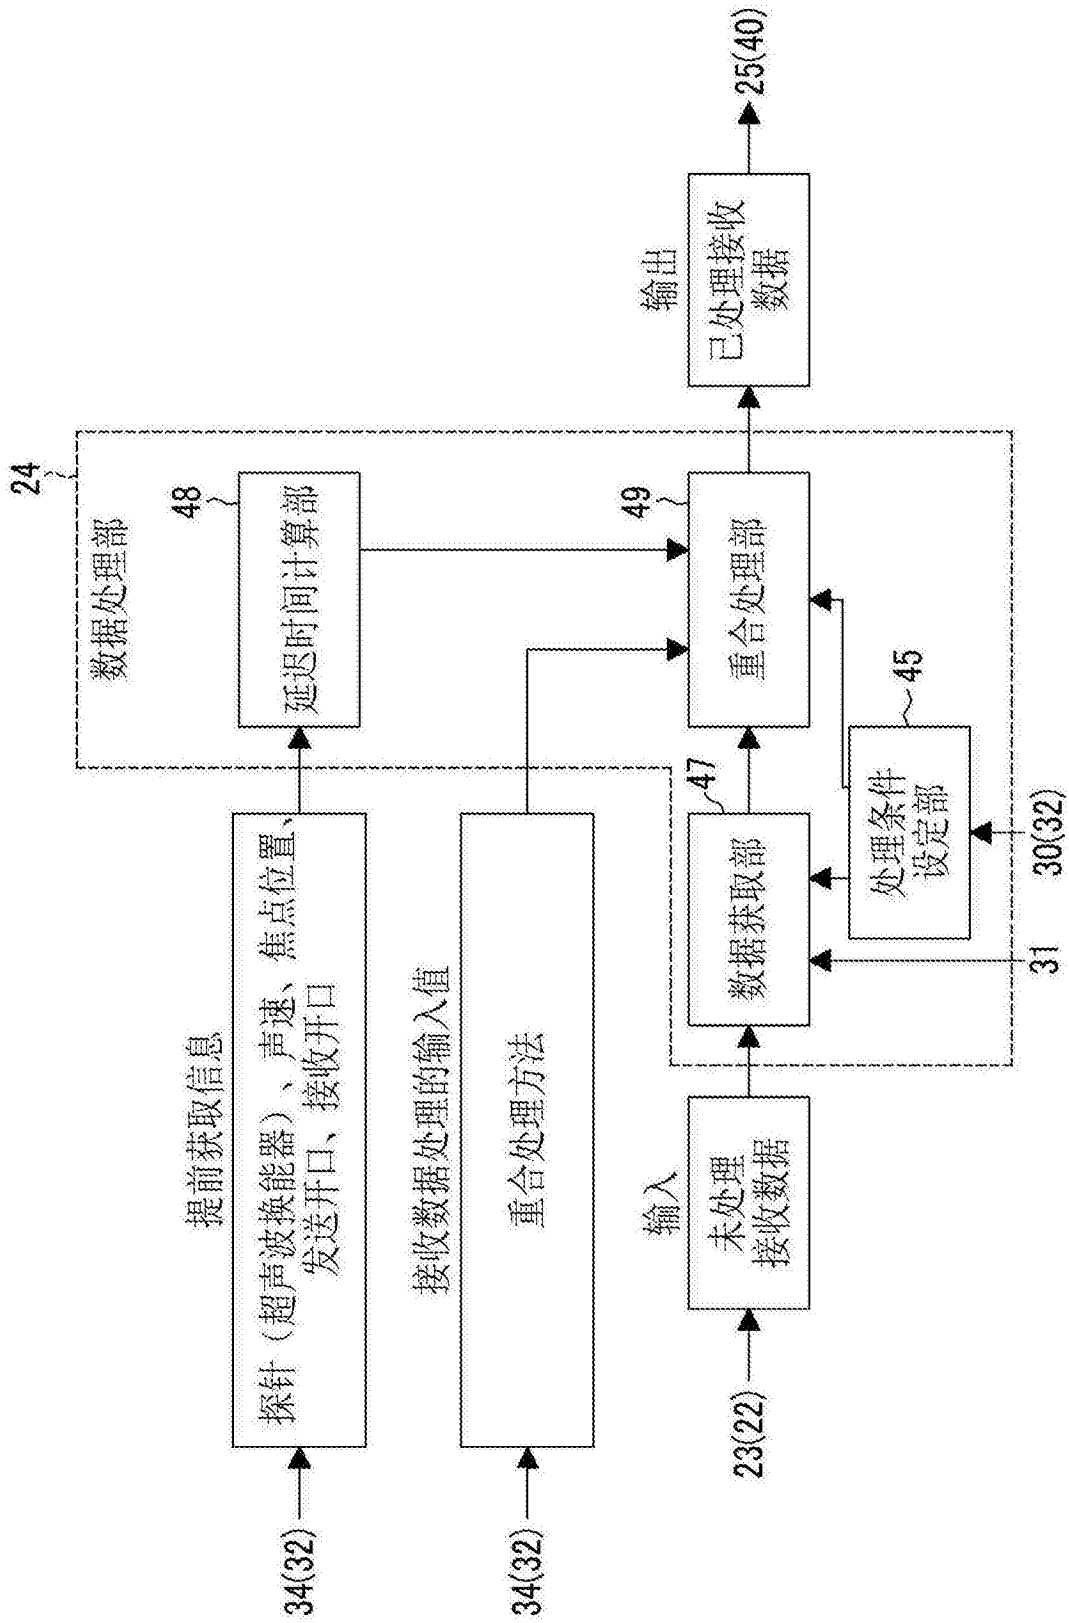 24
数据处理部
提前获取信息
34(32)
探针（超声波换能器）、声速、焦点位置、
发送开口、接收开口
48
延迟时间计算部
接收数据处理的输入值
34(32)
重合处理方法
输入
23(22)
未处理
接收数据
47
数据获取部
49
重合处理部
输出
已处理接收
数据
25(40)
45
处理条件
设定部
31
30(32)